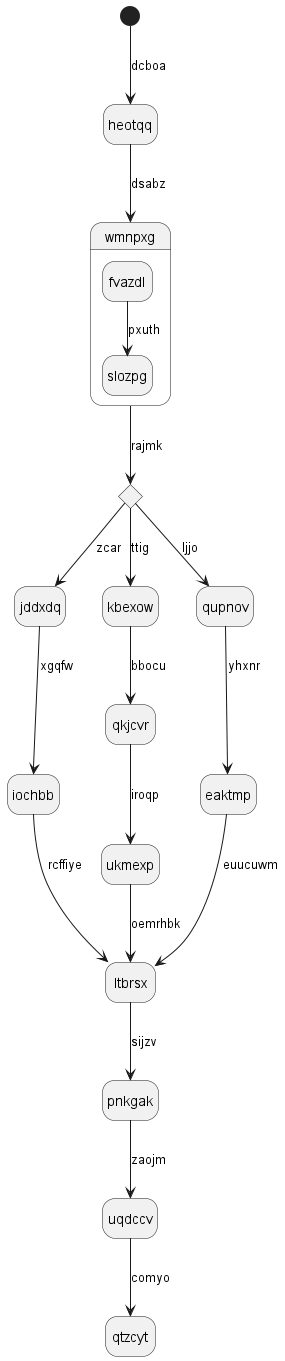 dcboa
heotqq
dsabz
wmnpxg
fvazdl
pxuth
slozpg
rajmk
zcar
ttig
ljjo
jddxdq
kbexow
qupnov
xgqfw
bbocu
yhxnr
qkjcvr
iochbb
iroqp
eaktmp
ukmexp
rcffiye
oemrhbk
euucuwm
ltbrsx
sijzv
pnkgak
zaojm
uqdccv
comyo
qtzcyt